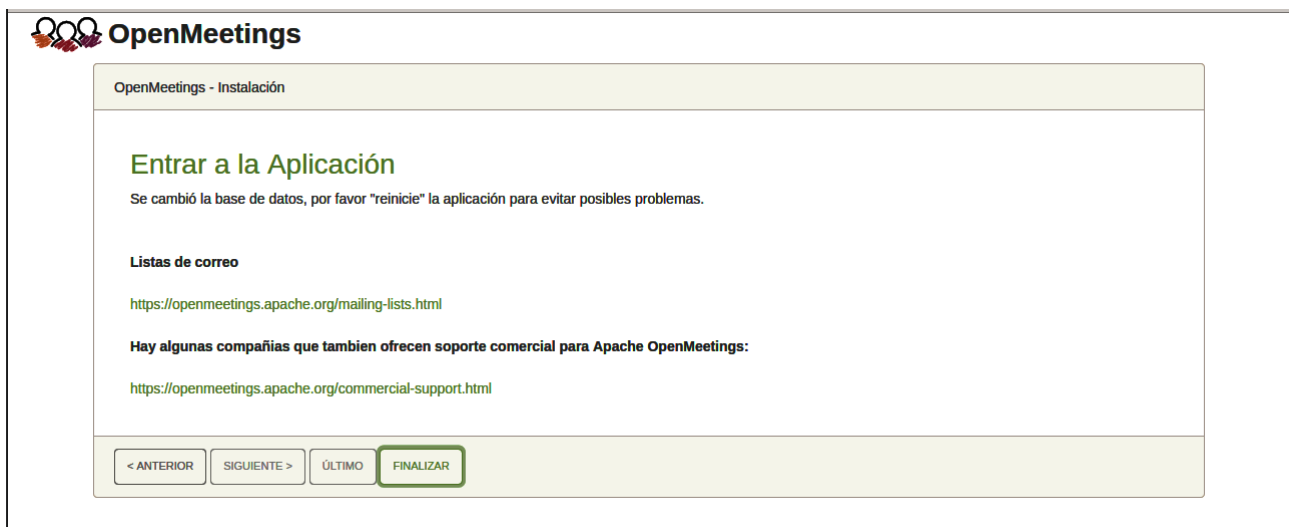 OpenMeetings
OpenMeetings - Instalación
Entrar a la Aplicación
Se cambió la base de datos, por favor "reinicie" la aplicación para evitar posibles problemas.
Listas de correo
https://openmeetings.apache.org/mailing-lists.html
Hay algunas compañias que tambien ofrecen soporte comercial para Apache OpenMeetings:
https://openmeetings.apache.org/commercial-support.html
< ANTERIOR SIGUIENTE > ÚLTIMO FINALIZAR